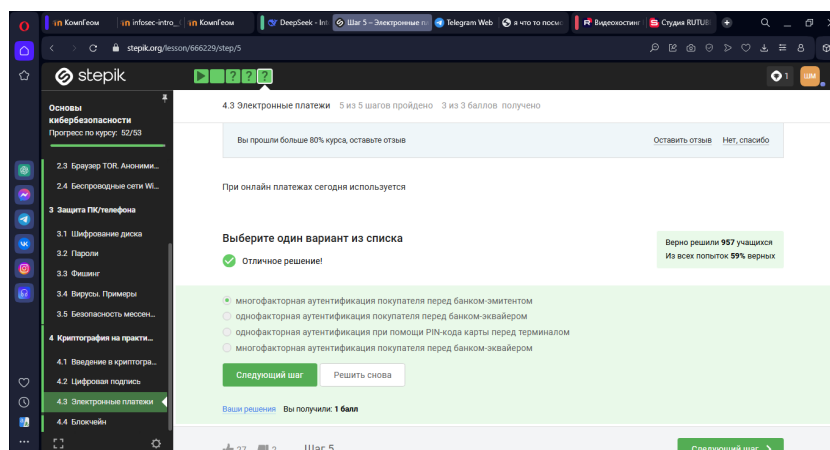 КомпГеом
infosec-intro_
КомпГеом
DeepSeek - Int
Шаг 5 – Электронные п
Telegram Web
я что то посм
Видеохостинг
Студия RUTUB
stepik.org/lesson/666229/step/5
stepik
? ? ?
1
ШМ
Основы
кибербезопасности
Прогресс по курсу: 52/53
2.3 Браузер TOR. Аноними...
2.4 Беспроводные сети Wi...
3 Защита ПК/телефона
3.1 Шифрование диска
3.2 Пароли
3.3 Фишинг
3.4 Вирусы. Примеры
3.5 Безопасность мессен...
4 Криптография на практи...
4.1 Введение в криптогра...
4.2 Цифровая подпись
4.3 Электронные платежи
4.4 Блокчейн
4.3 Электронные платежи 5 из 5 шагов пройдено 3 из 3 баллов получено
Вы прошли больше 80% курса, оставьте отзыв
Оставить отзыв Нет, спасибо
При онлайн платежах сегодня используется
Выберите один вариант из списка
Отличное решение!
Верно решили 957 учащихся
Из всех попыток 59% верных
многофакторная аутентификация покупателя перед банком-эмитентом
однофакторная аутентификация покупателя перед банком-эквайером
однофакторная аутентификация при помощи PIN-кода карты перед терминалом
многофакторная аутентификация покупателя перед банком-эквайером
Следующий шаг Решить снова
Ваши решения Вы получили: 1 балл
27 2 Шаг 5
Следующий шаг